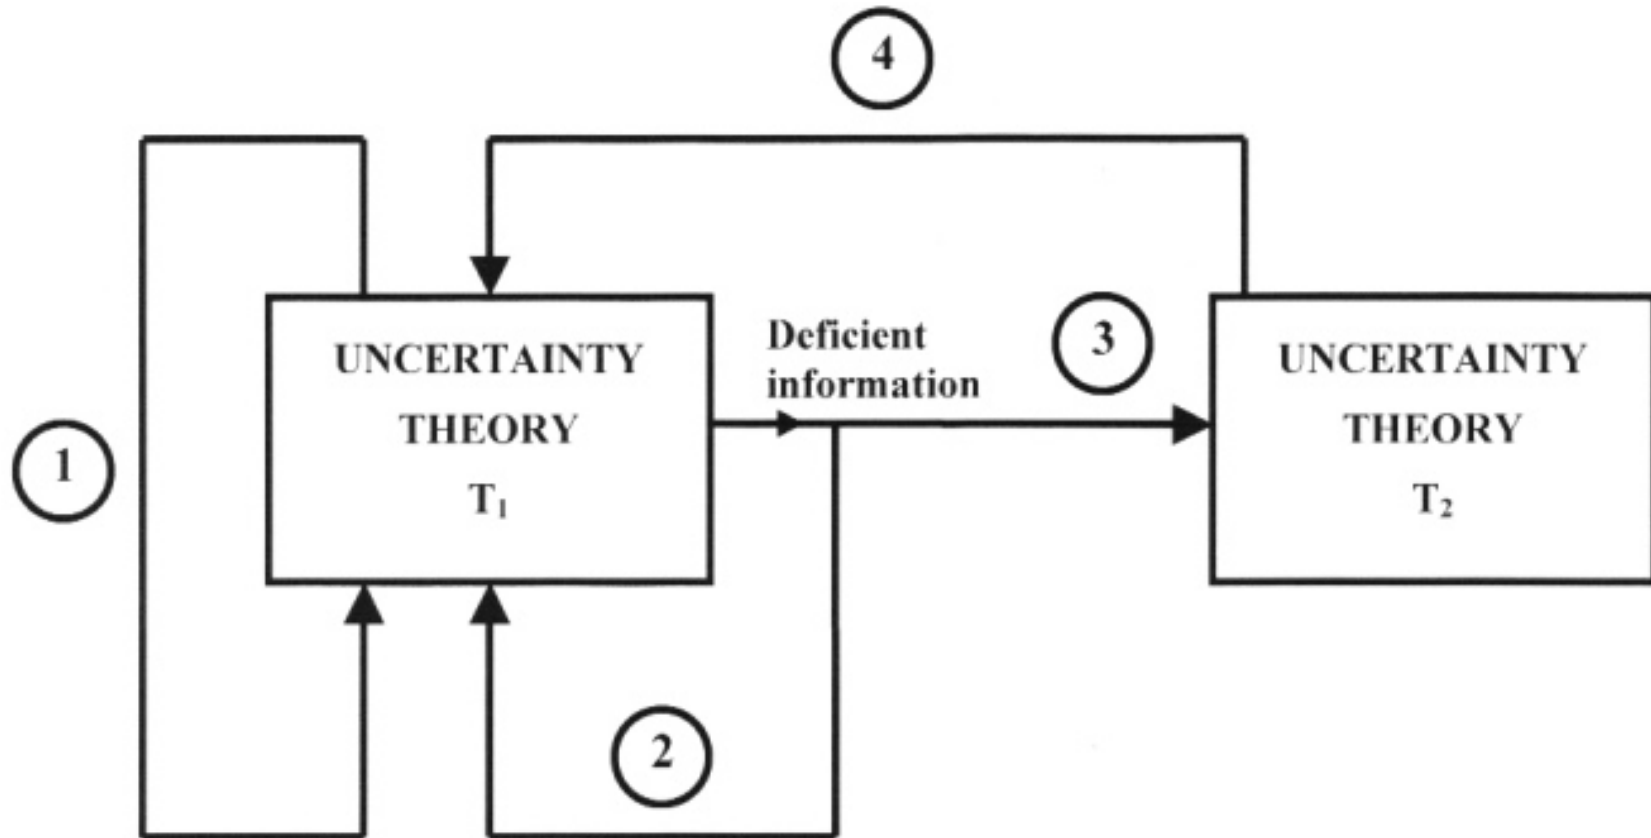 4
1
UNCERTAINTY
THEORY
T₁
Deficient
information
3
UNCERTAINTY
THEORY
T₂
2